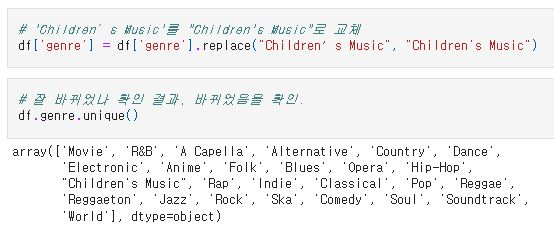 # 'Children’s Music'를 "Children's Music"로 교체
df['genre'] = df['genre'].replace("Children’s Music", "Children's Music")
# 잘 바뀌었나 확인 결과, 바뀌었음을 확인.
df.genre.unique()
array(['Movie', 'R&B', 'A Capella', 'Alternative', 'Country', 'Dance',
'Electronic', 'Anime', 'Folk', 'Blues', 'Opera', 'Hip-Hop',
"Children's Music", 'Rap', 'Indie', 'Classical', 'Pop', 'Reggae',
'Reggaeton', 'Jazz', 'Rock', 'Ska', 'Comedy', 'Soul', 'Soundtrack',
'World'], dtype=object)